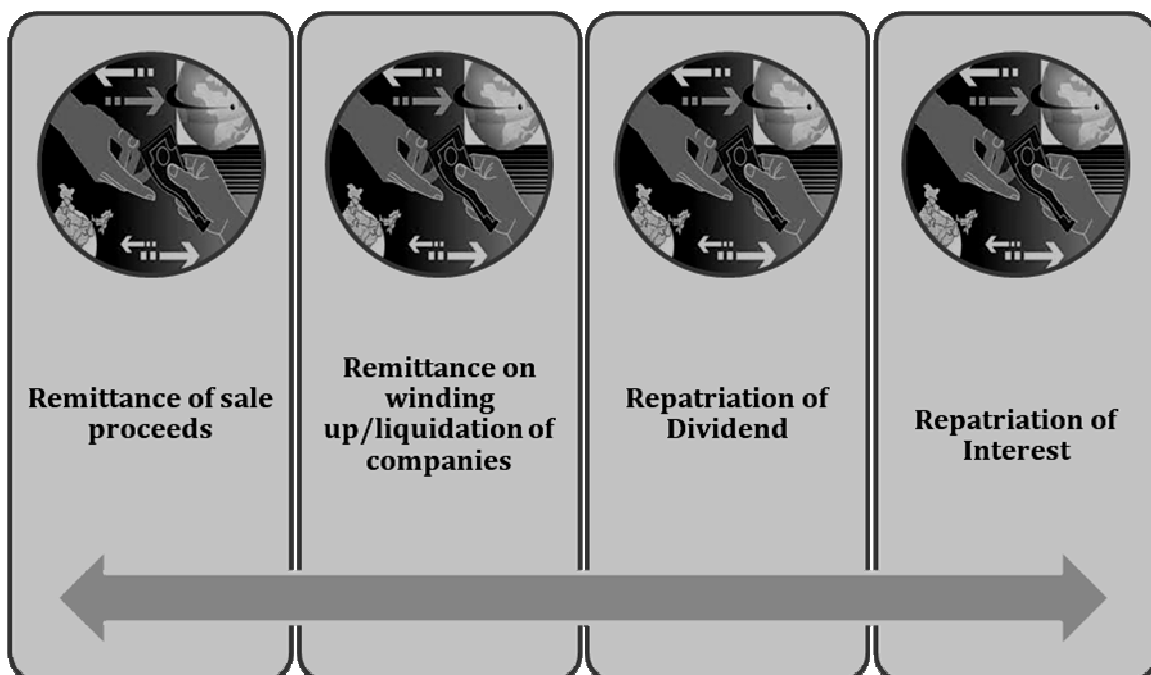 Remittance of sale
proceeds
Remittance on
winding
up/liquidation of
companies
Repatriation of
Dividend
Repatriation of
Interest